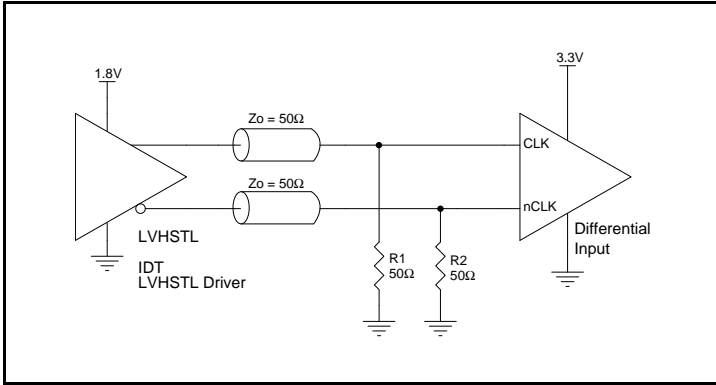 3.3V
1.8V
Zo = 50Ω
CLK
Zo = 50Ω
nCLK
Differential
Input
LVHSTL
IDT
LVHSTL Driver
R1
50Ω
R2
50Ω